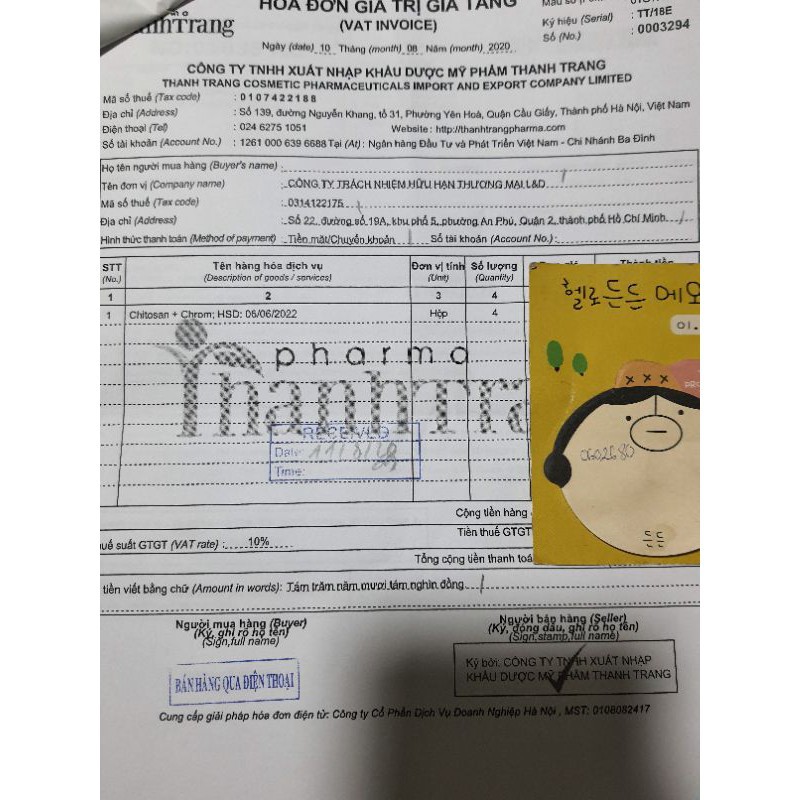 HÓA ĐƠN GIÁ TRỊ GIA TĂNG
(VAT INVOICE)
Ký hiệu (Serial) : TT/18E
Số (No.) : 0003294
Ngày (date) 10 Tháng (month) 08 Năm (month) 2020
CÔNG TY TNHH XUẤT NHẬP KHẨU DƯỢC MỸ PHẨM THANH TRANG
THANH TRANG COSMETIC PHARMACEUTICALS IMPORT AND EXPORT COMPANY LIMITED
Mã số thuế (Tax code) : 0107422188
Địa chỉ (Address) : Số 139, đường Nguyễn Khang, tổ 31, Phường Yên Hoà, Quận Cầu Giấy, Thành phố Hà Nội, Việt Nam
Điện thoại (Tel) : 024 6275 1051 Website: http://thanhtrangpharma.com
Số tài khoản (Account No.) : 1261 000 639 6688 Tại (At) : Ngân hàng Đầu Tư và Phát Triển Việt Nam - Chi Nhánh Ba Đình
Họ tên người mua hàng (Buyer's name) :
Tên đơn vị (Company name) : CÔNG TY TRÁCH NHIỆM HỮU HẠN THƯƠNG MẠI L&D
Mã số thuế (Tax code) : 0314122175
Địa chỉ (Address) : Số 22, đường số 19A, khu phố 5, phường An Phú, Quận 2, thành phố Hồ Chí Minh
Hình thức thanh toán (Method of payment) : Tiền mặt/Chuyển khoản Số tài khoản (Account No.) :
STT Tên hàng hóa dịch vụ Đơn vị tính Số lượng
(No.) (Description of goods / services) (Unit) (Quantity)
1 2 3 4
1 Chitosan + Chrom; HSD: 06/06/2022 Hộp 4
pharma
ThanhTra
RECEIVED
Date:
Time:
헬로 든든 메모
01.
XXX
0602680
든든
Cộng tiền hàng
Tiền thuế GTGT
uế suất GTGT (VAT rate) : 10%
Tổng cộng tiền thanh toá
tiền viết bằng chữ (Amount in words): Tám trăm năm mươi tám nghìn đồng
Người mua hàng (Buyer) Người bán hàng (Seller)
(Ký, ghi rõ họ tên) (Ký, đóng dấu, ghi rõ họ tên)
(Sign,full name) (Sign,stamp,full name)
BÁN HÀNG QUA ĐIỆN THOẠI
Ký bởi: CÔNG TY TNHH XUẤT NHẬP
KHẨU DƯỢC MỸ PHẨM THANH TRANG
Cung cấp giải pháp hóa đơn điện tử: Công ty Cổ Phần Dịch Vụ Doanh Nghiệp Hà Nội , MST: 0108082417